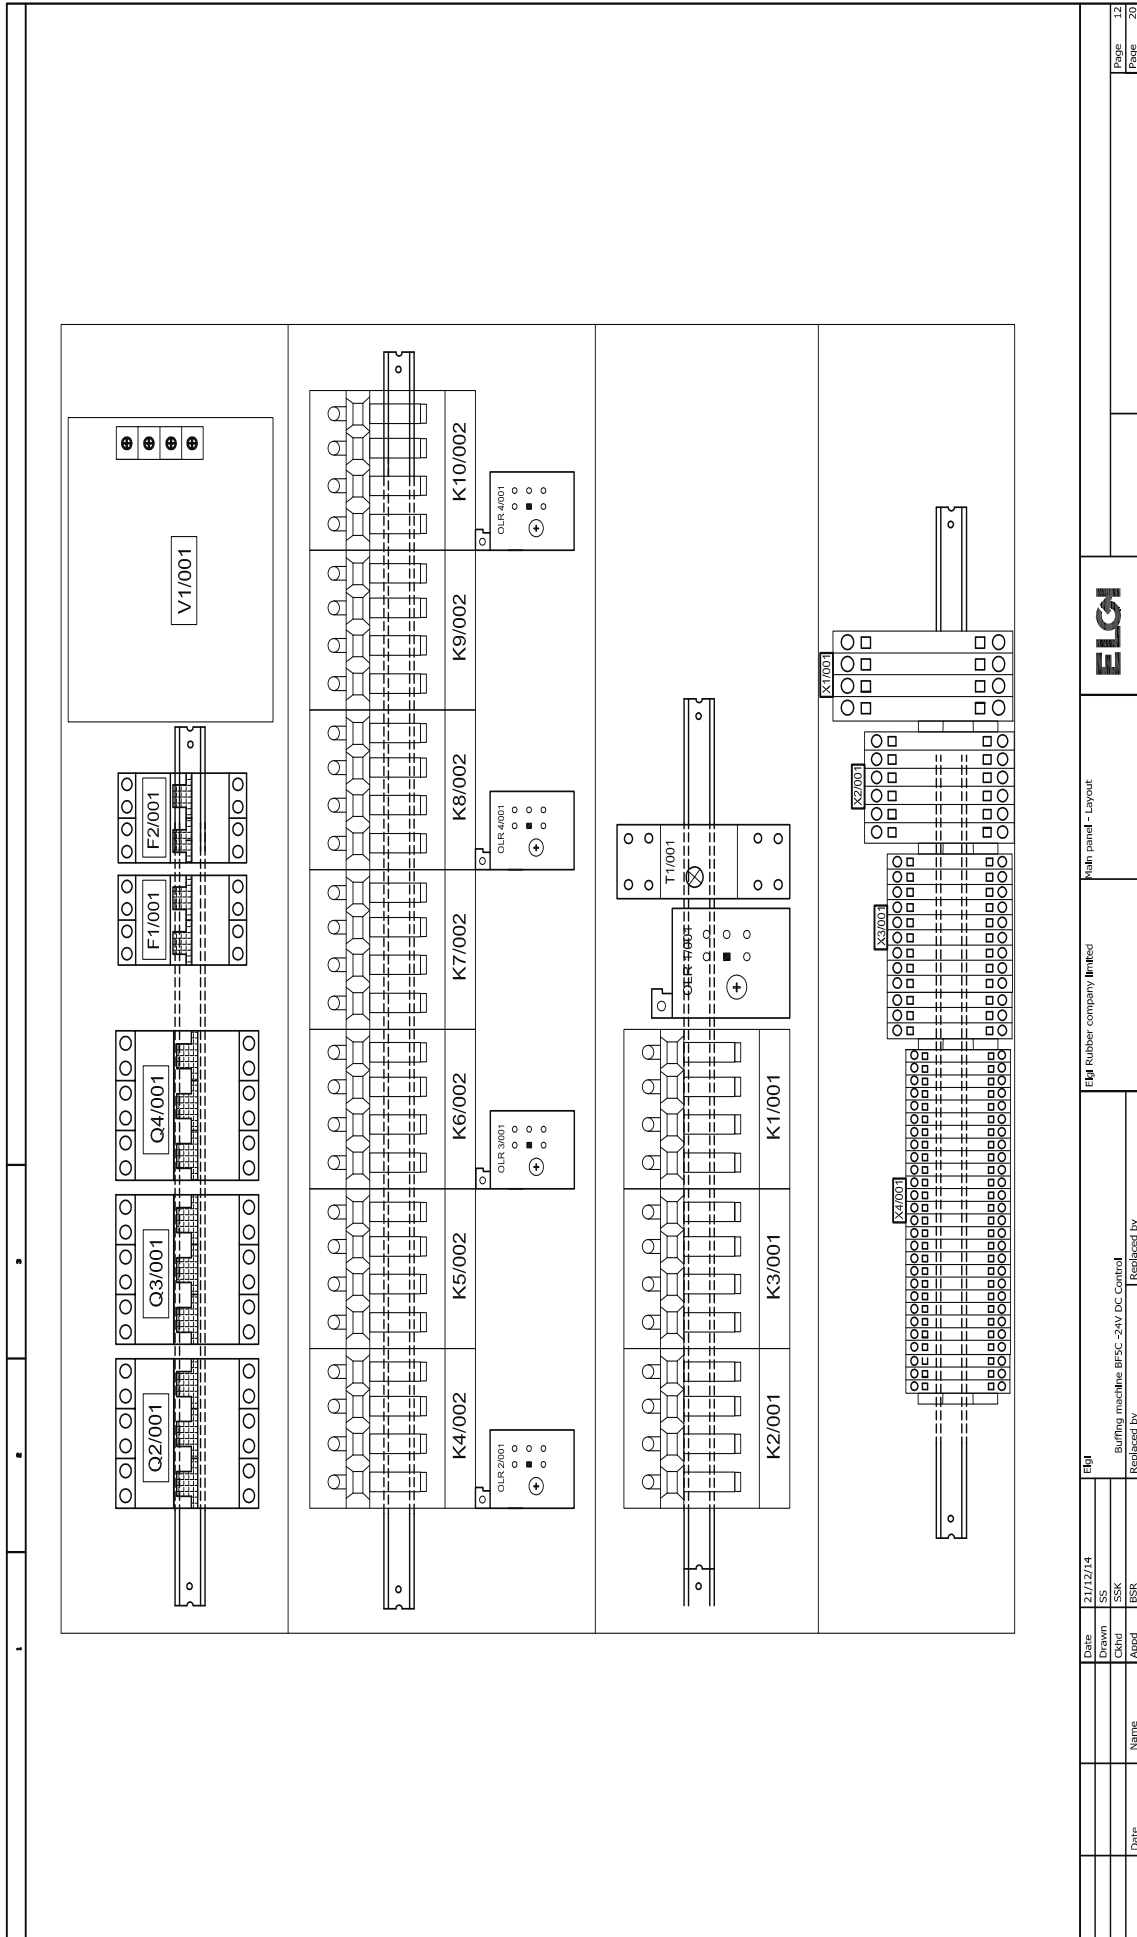 1
2
3
Q2/001
Q3/001
Q4/001
F1/001
F2/001
V1/001
K4/002
K5/002
K6/002
K7/002
K8/002
K9/002
K10/002
OLR 2/001
OLR 3/001
OLR 4/001
OLR 4/001
K2/001
K3/001
K1/001
OLR 1/001
T1/001
X4/001
X3/001
X2/001
X1/001
Date 21/12/14
Drawn SS
Ckhd SSK
Appd BSR
Date Name
Elgi
Buffing machine BFSC -24V DC Control
Replaced by Replaced by
Elgi Rubber company limited
Main panel - Layout
ELGI
Page 12
Page 20